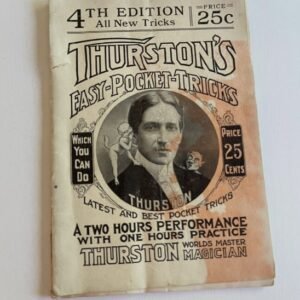 4TH EDITION
All New Tricks
PRICE
25c
THURSTON'S
EASY-POCKET-TRICKS
WHICH
YOU
CAN
DO
PRICE
25
CENTS
THURSTON
LATEST AND BEST POCKET TRICKS
A TWO HOURS PERFORMANCE
WITH ONE HOURS PRACTICE
THURSTON WORLDS MASTER
MAGICIAN